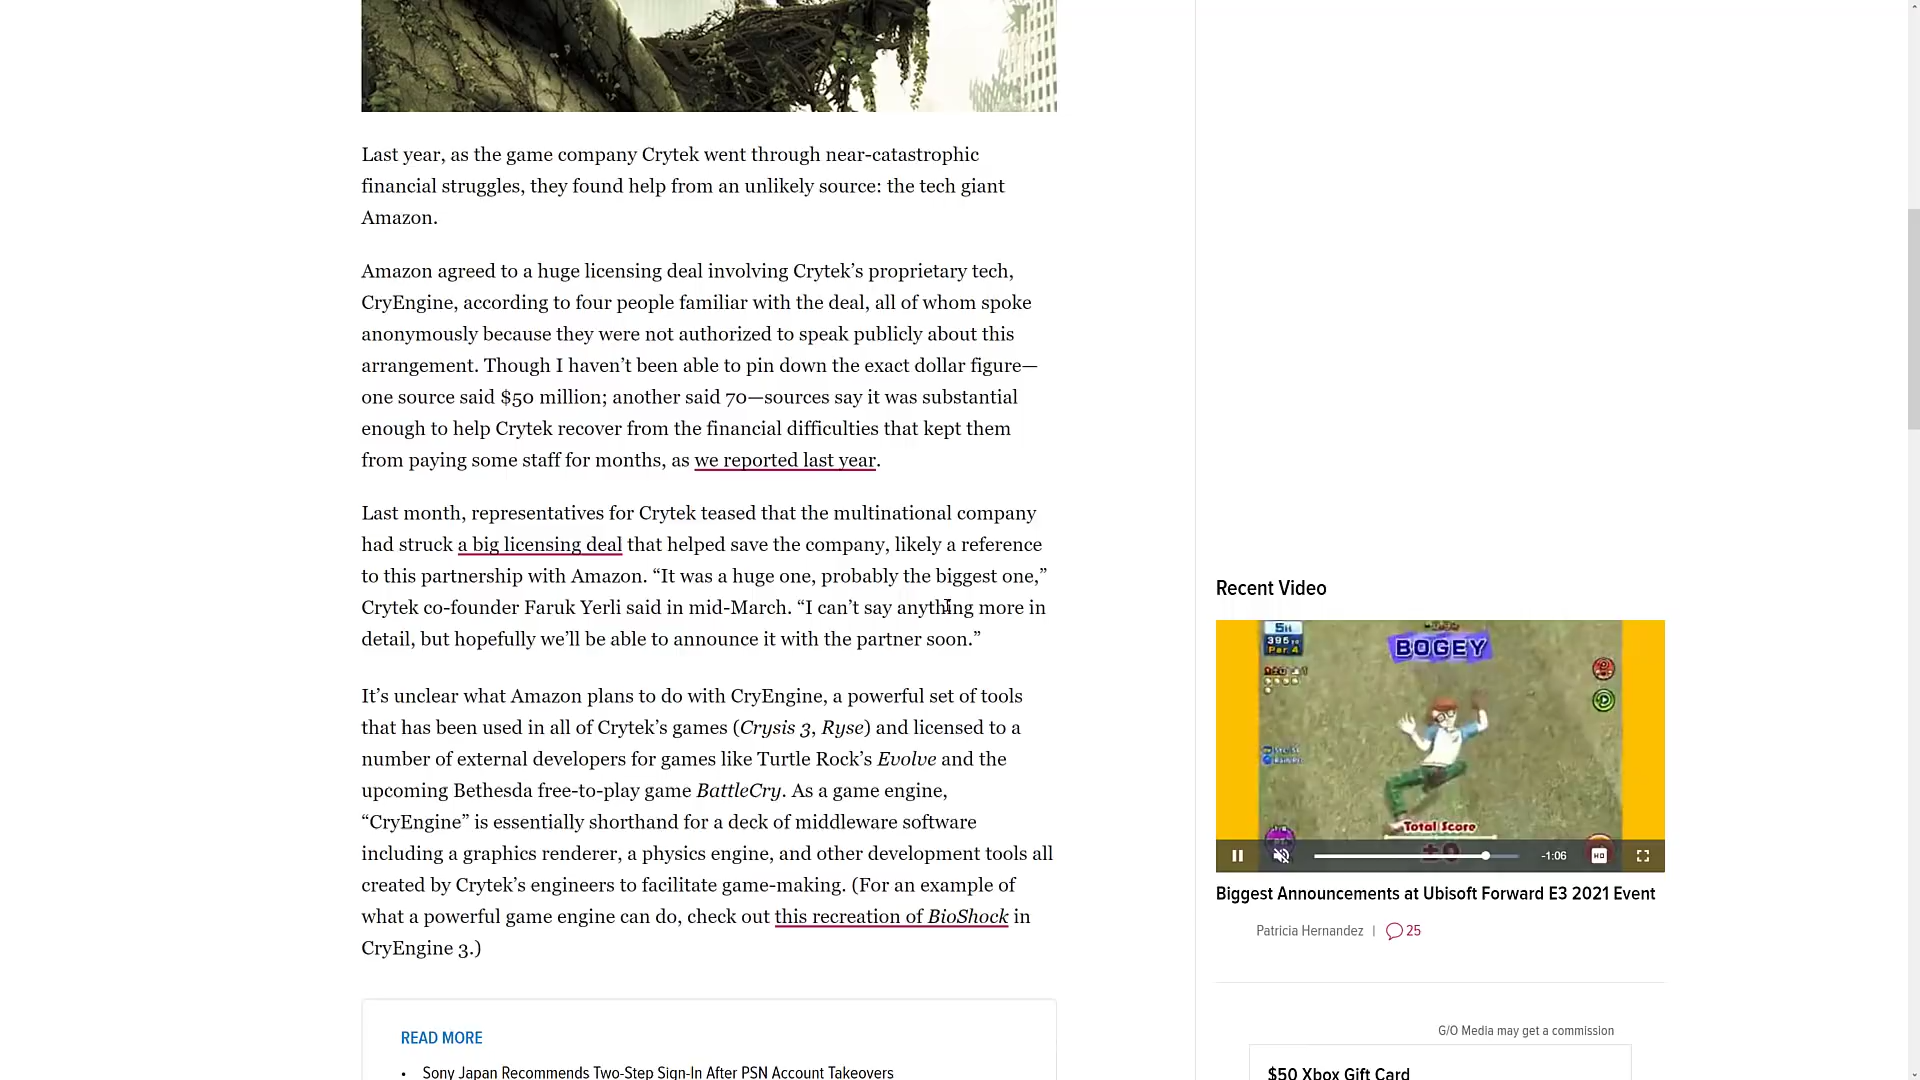 Last year, as the game company Crytek went through near-catastrophic
financial struggles, they found help from an unlikely source: the tech giant
Amazon.
Amazon agreed to a huge licensing deal involving Crytek’s proprietary tech,
CryEngine, according to four people familiar with the deal, all of whom spoke
anonymously because they were not authorized to speak publicly about this
arrangement. Though I haven’t been able to pin down the exact dollar figure—
one source said $50 million; another said 70—sources say it was substantial
enough to help Crytek recover from the financial difficulties that kept them
from paying some staff for months, as we reported last year.
Last month, representatives for Crytek teased that the multinational company
had struck a big licensing deal that helped save the company, likely a reference
to this partnership with Amazon. “It was a huge one, probably the biggest one,”
Crytek co-founder Faruk Yerli said in mid-March. “I can’t say anything more in
detail, but hopefully we’ll be able to announce it with the partner soon.”
It’s unclear what Amazon plans to do with CryEngine, a powerful set of tools
that has been used in all of Crytek’s games (Crysis 3, Ryse) and licensed to a
number of external developers for games like Turtle Rock’s Evolve and the
upcoming Bethesda free-to-play game BattleCry. As a game engine,
“CryEngine” is essentially shorthand for a deck of middleware software
including a graphics renderer, a physics engine, and other development tools all
created by Crytek’s engineers to facilitate game-making. (For an example of
what a powerful game engine can do, check out this recreation of BioShock in
CryEngine 3.)
READ MORE
• Sony Japan Recommends Two-Step Sign-In After PSN Account Takeovers
Recent Video
5H
395
Par 4
BOGEY
Total Score
±0
-1:06
HD
Biggest Announcements at Ubisoft Forward E3 2021 Event
Patricia Hernandez | 25
G/O Media may get a commission
$50 Xbox Gift Card